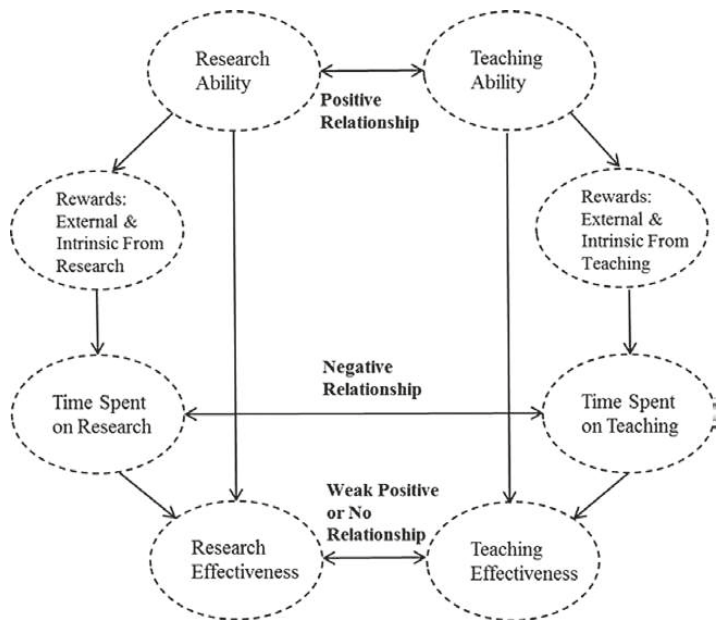 Research
Ability
Teaching
Ability
Positive
Relationship
Rewards:
External &
Intrinsic From
Research
Rewards:
External &
Intrinsic From
Teaching
Negative
Relationship
Time Spent
on Research
Time Spent
on Teaching
Weak Positive
or No
Relationship
Research
Effectiveness
Teaching
Effectiveness